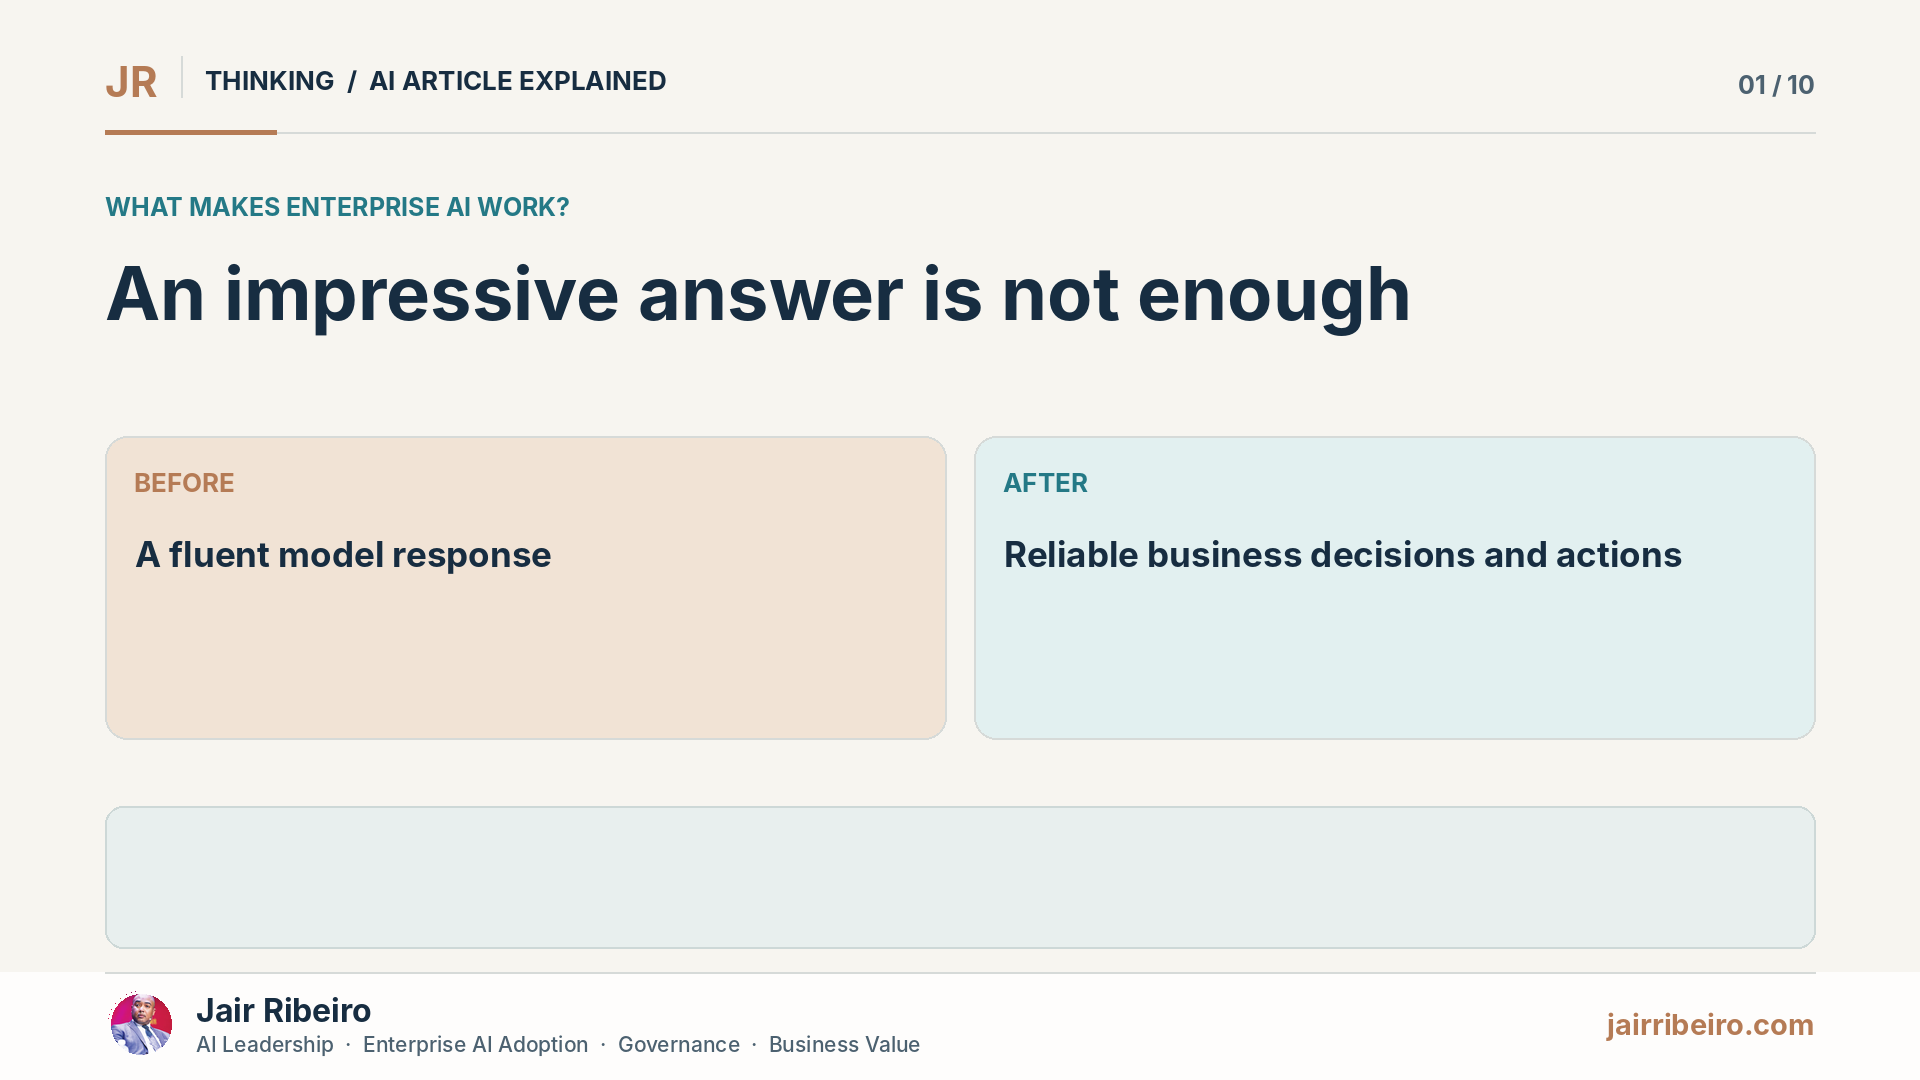 JR
THINKING / AI ARTICLE EXPLAINED
01 / 10
WHAT MAKES ENTERPRISE AI WORK?
An impressive answer is not enough
BEFORE
A fluent model response
AFTER
Reliable business decisions and actions
Jair Ribeiro
AI Leadership · Enterprise AI Adoption · Governance · Business Value
jairribeiro.com